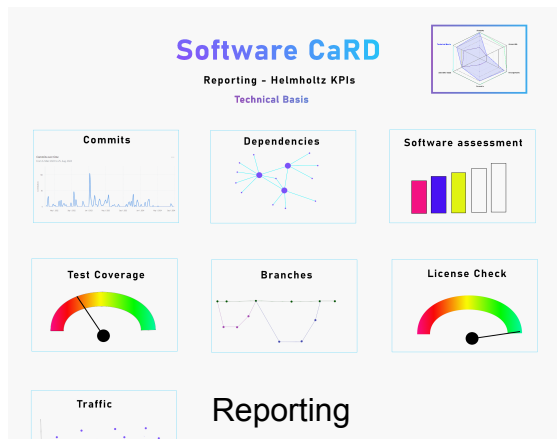 Software CaRD
Reporting - Helmholtz KPIs
Technical Basis
Commits
Dependencies
Software assessment
Test Coverage
Branches
License Check
Traffic
Reporting